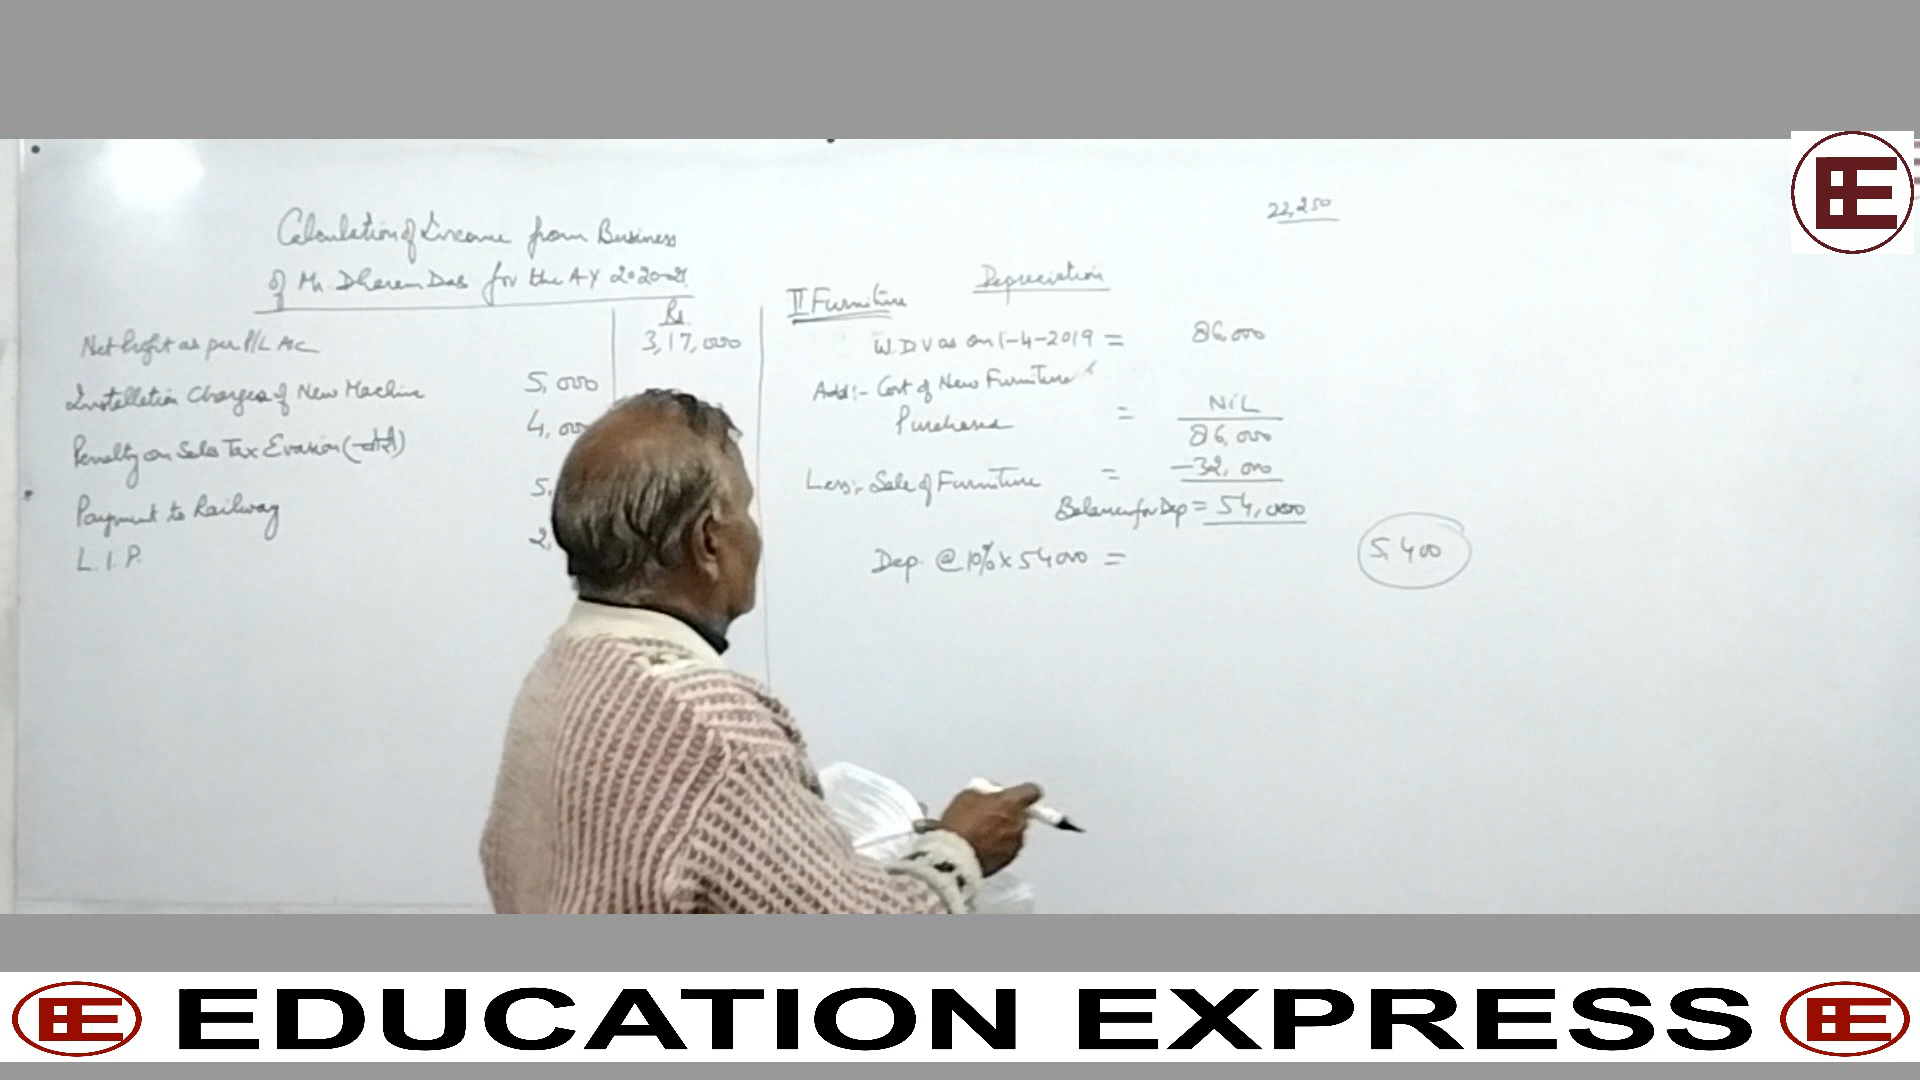 22,250
Calculation of Income from Business
of Mr. Dharam Das for the A-Y 2020-21
Rs
Net Profit as per P/L A/c 3,17,000
Installation Charges of New Machine 5,000
Penalty on Sales Tax Evasion (चोरी) 4,000
Payment to Railway 5,
L.I.P. 2,
Depreciation
II Furniture
W.D.V as on 1-4-2019 = 86,000
Add:- Cost of New Furniture
Purchased = NIL
86,000
Less:- Sale of Furniture = -32,000
Balance for Dep = 54,000
Dep. @ 10% x 54000 = 5,400
EDUCATION EXPRESS